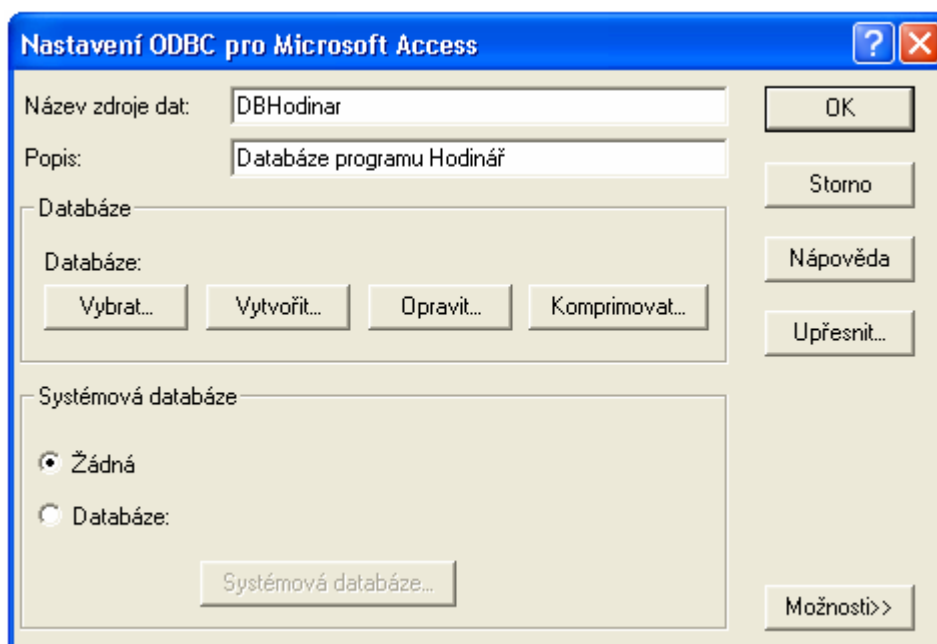 Nastavení ODBC pro Microsoft Access
Název zdroje dat: DBHodinar
OK
Popis: Databáze programu Hodinář
Storno
Databáze
Databáze:
Nápověda
Vybrat... Vytvořit... Opravit... Komprimovat...
Upřesnit...
Systémová databáze
Žádná
Databáze:
Systémová databáze...
Možnosti>>